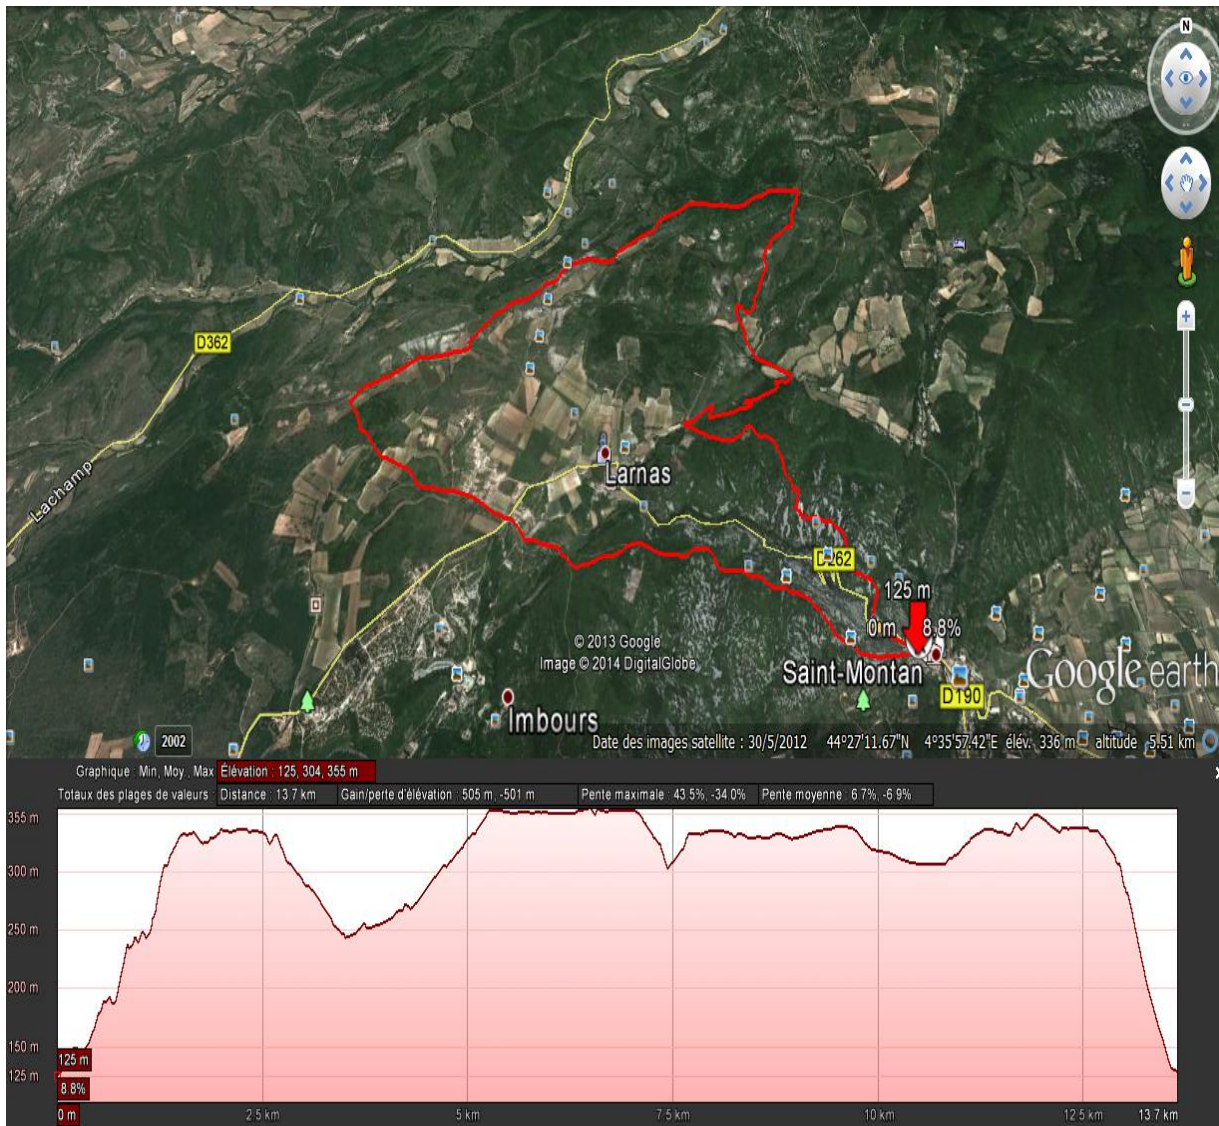 N
D362
Lachamp
Larnas
D262
125 m
0 m 8.8%
© 2013 Google
Image © 2014 DigitalGlobe
Saint-Montan
Google earth
D190
Imbours
2002
Date des images satellite : 30/5/2012 44°27'11.67"N 4°35'57.42"E élév. 336 m altitude 5.51 km
Graphique : Min, Moy., Max Élévation : 125, 304, 355 m
Totaux des plages de valeurs : Distance : 13.7 km Gain/perte d'élévation : 505 m, -501 m Pente maximale : 43.5%, -34.0% Pente moyenne : 6.7%, -6.9%
355 m
300 m
250 m
200 m
150 m
125 m
125 m
8.8%
0 m 2.5 km 5 km 7.5 km 10 km 12.5 km 13.7 km